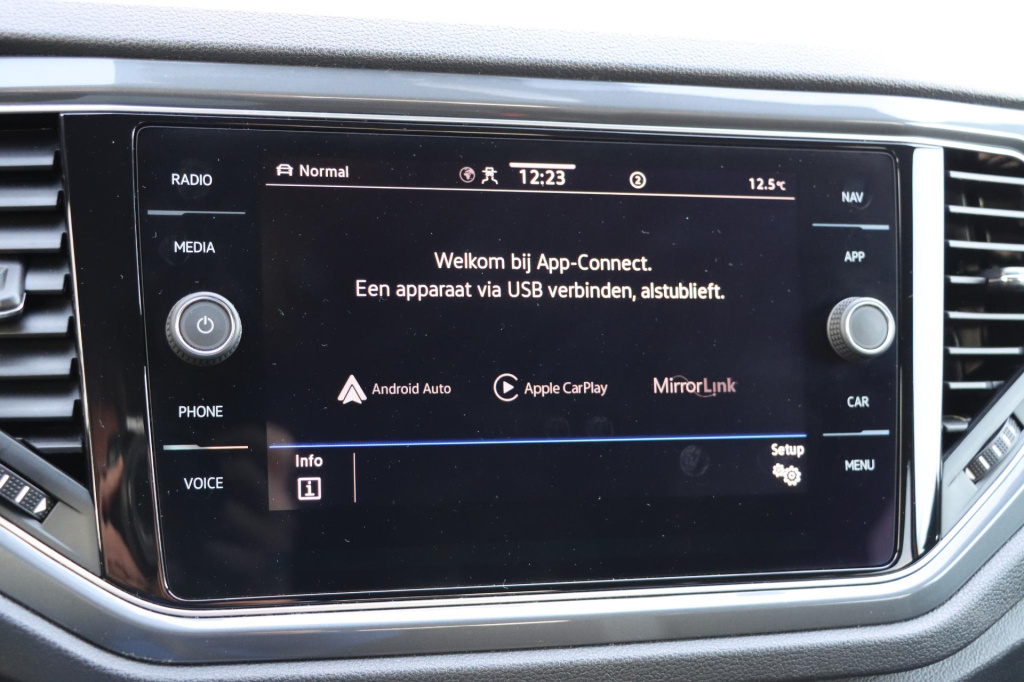 RADIO
MEDIA
PHONE
VOICE
Normal
12:23
2
12.5°C
Welkom bij App-Connect.
Een apparaat via USB verbinden, alstublieft.
Android Auto
Apple CarPlay
MirrorLink
Info
i
Setup
NAV
APP
CAR
MENU